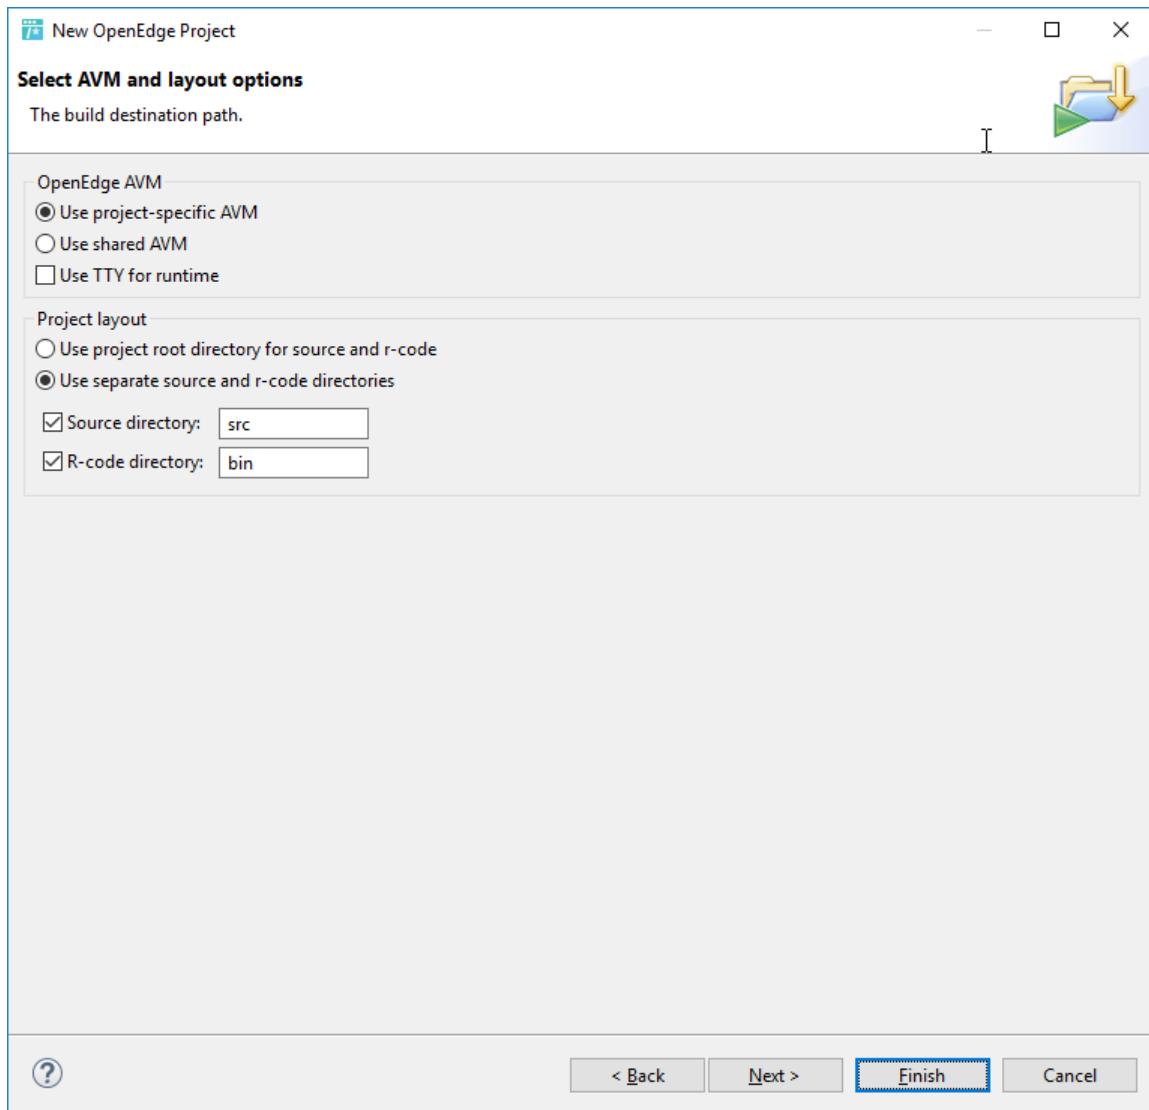 New OpenEdge Project
Select AVM and layout options
The build destination path.
OpenEdge AVM
Use project-specific AVM
Use shared AVM
Use TTY for runtime
Project layout
Use project root directory for source and r-code
Use separate source and r-code directories
Source directory: src
R-code directory: bin
? < Back Next > Finish Cancel